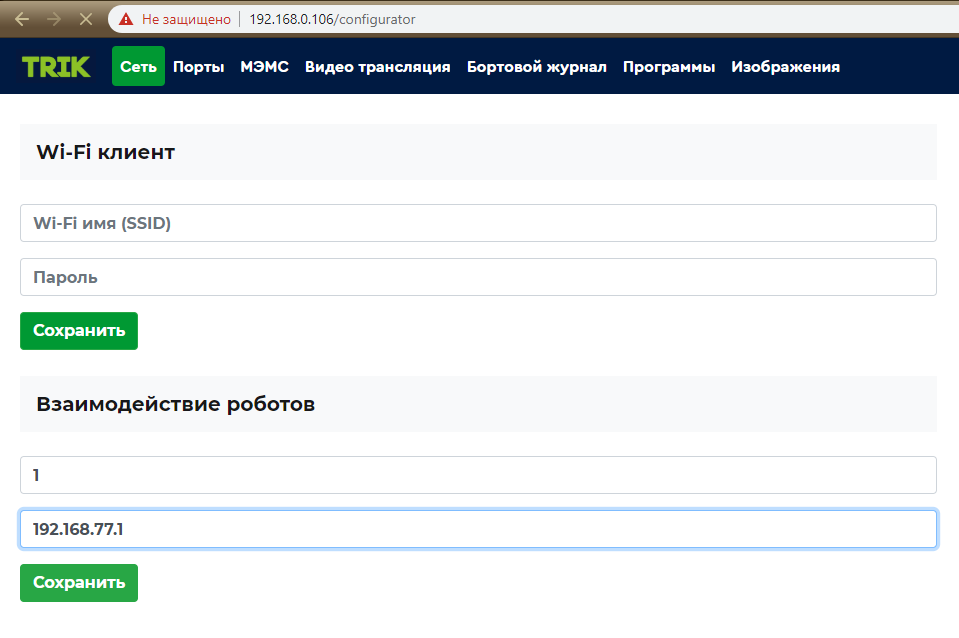 Не защищено 192.168.0.106/configurator
TRIK Сеть Порты МЭМС Видео трансляция Бортовой журнал Программы Изображения
Wi-Fi клиент
Wi-Fi имя (SSID)
Пароль
Сохранить
Взаимодействие роботов
1
192.168.77.1
Сохранить